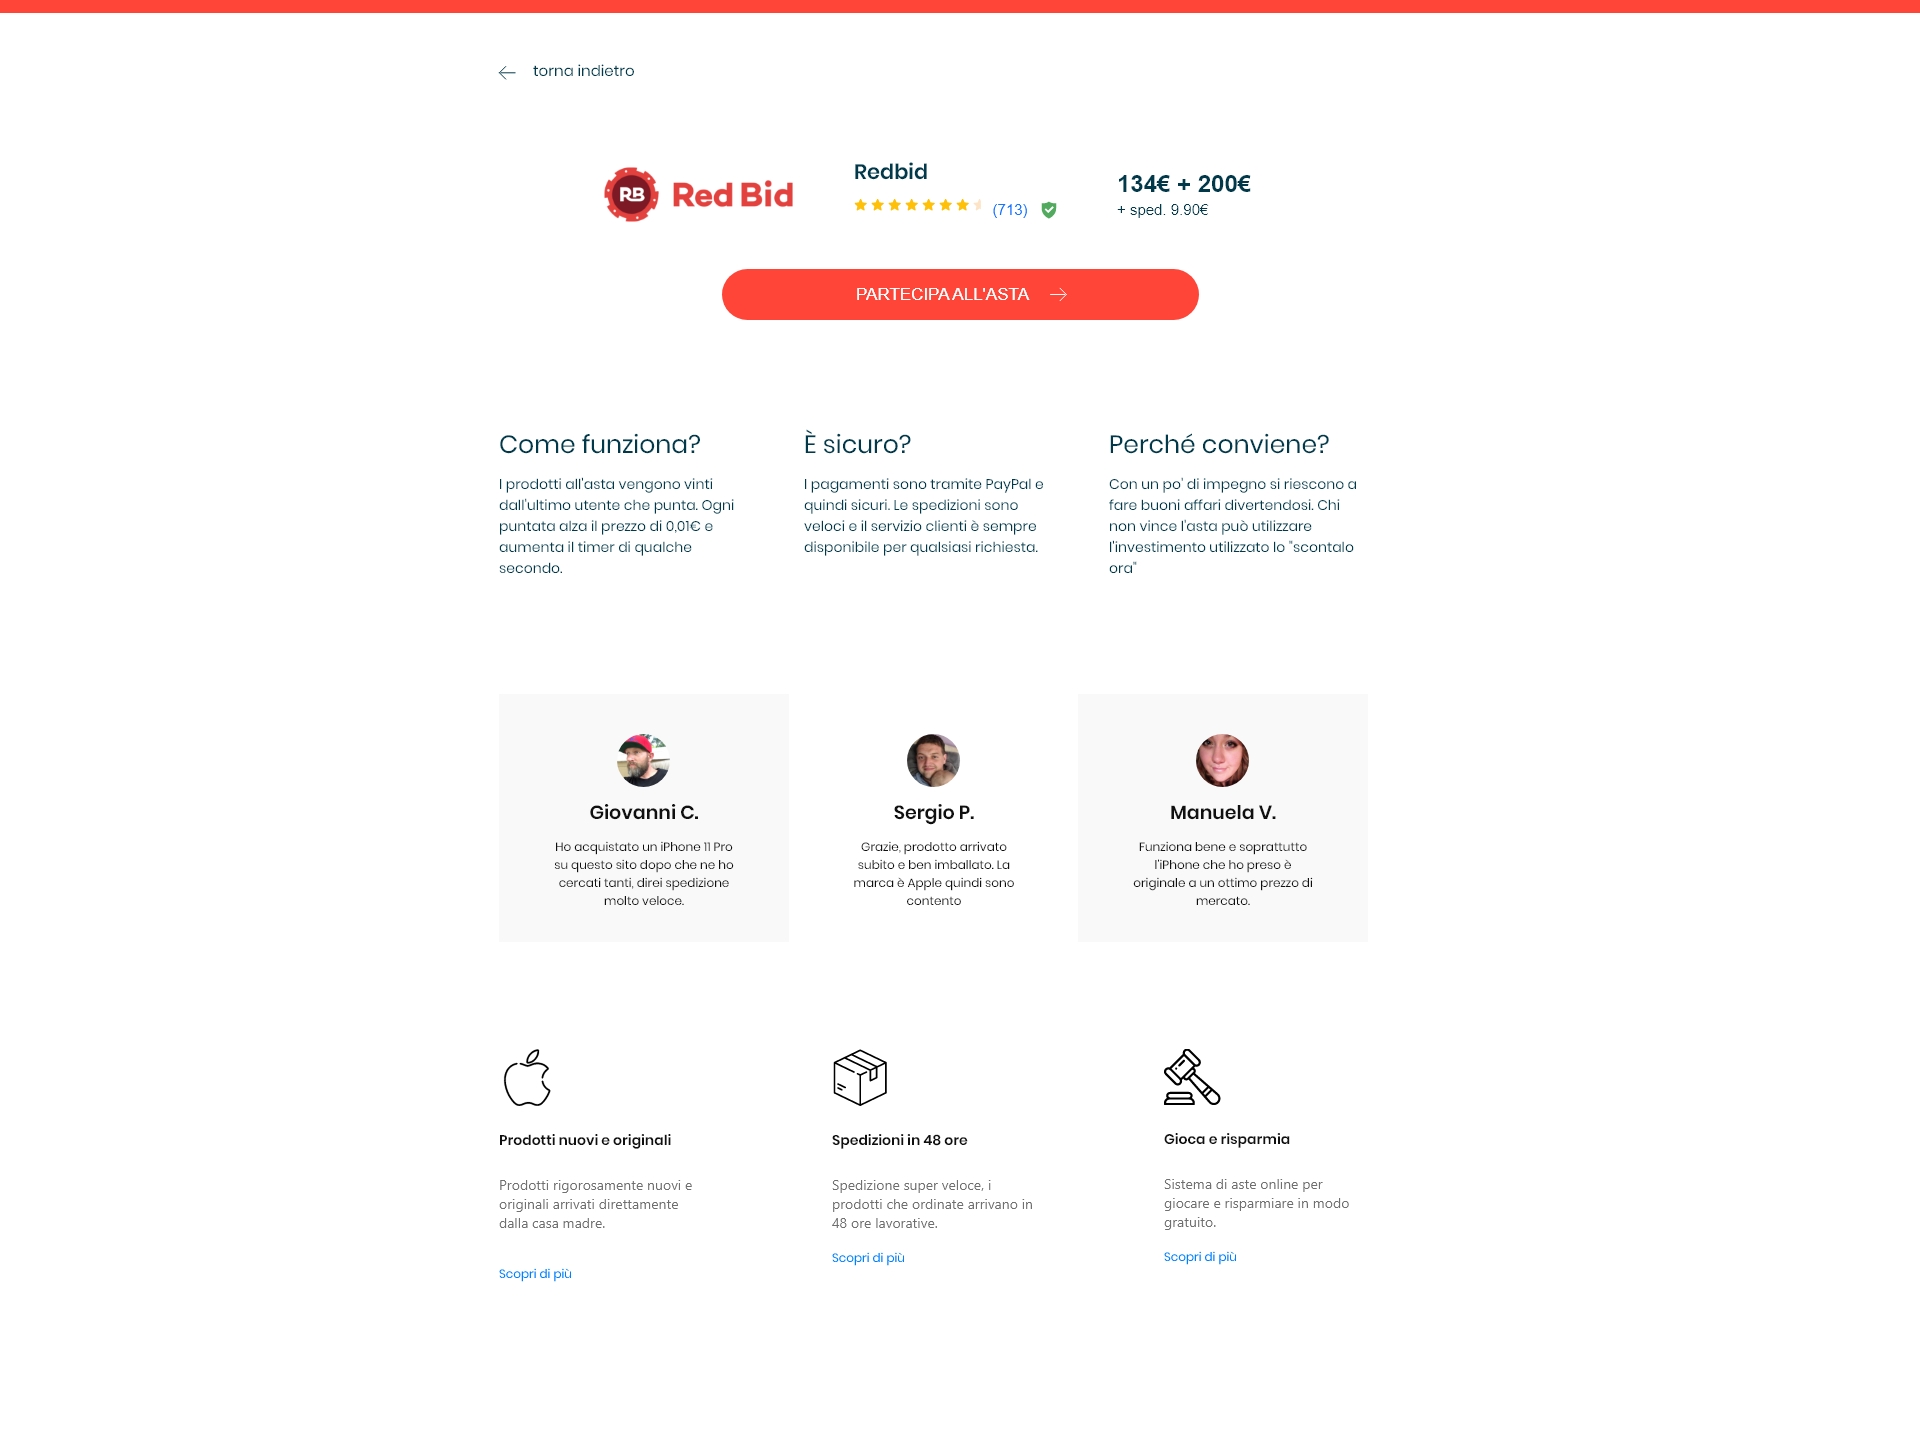 torna indietro
RB Red Bid
Redbid
(713)
134€ + 200€
+ sped. 9.90€
PARTECIPA ALL'ASTA
Come funziona?
I prodotti all'asta vengono vinti
dall'ultimo utente che punta. Ogni
puntata alza il prezzo di 0,01€ e
aumenta il timer di qualche
secondo.
È sicuro?
I pagamenti sono tramite PayPal e
quindi sicuri. Le spedizioni sono
veloci e il servizio clienti è sempre
disponibile per qualsiasi richiesta.
Perché conviene?
Con un po' di impegno si riescono a
fare buoni affari divertendosi. Chi
non vince l'asta può utilizzare
l'investimento utilizzato lo "scontalo
ora"
Giovanni C.
Ho acquistato un iPhone 11 Pro
su questo sito dopo che ne ho
cercati tanti, direi spedizione
molto veloce.
Sergio P.
Grazie, prodotto arrivato
subito e ben imballato. La
marca è Apple quindi sono
contento
Manuela V.
Funziona bene e soprattutto
l'iPhone che ho preso è
originale a un ottimo prezzo di
mercato.
Prodotti nuovi e originali
Prodotti rigorosamente nuovi e
originali arrivati direttamente
dalla casa madre.
Scopri di più
Spedizioni in 48 ore
Spedizione super veloce, i
prodotti che ordinate arrivano in
48 ore lavorative.
Scopri di più
Gioca e risparmia
Sistema di aste online per
giocare e risparmiare in modo
gratuito.
Scopri di più